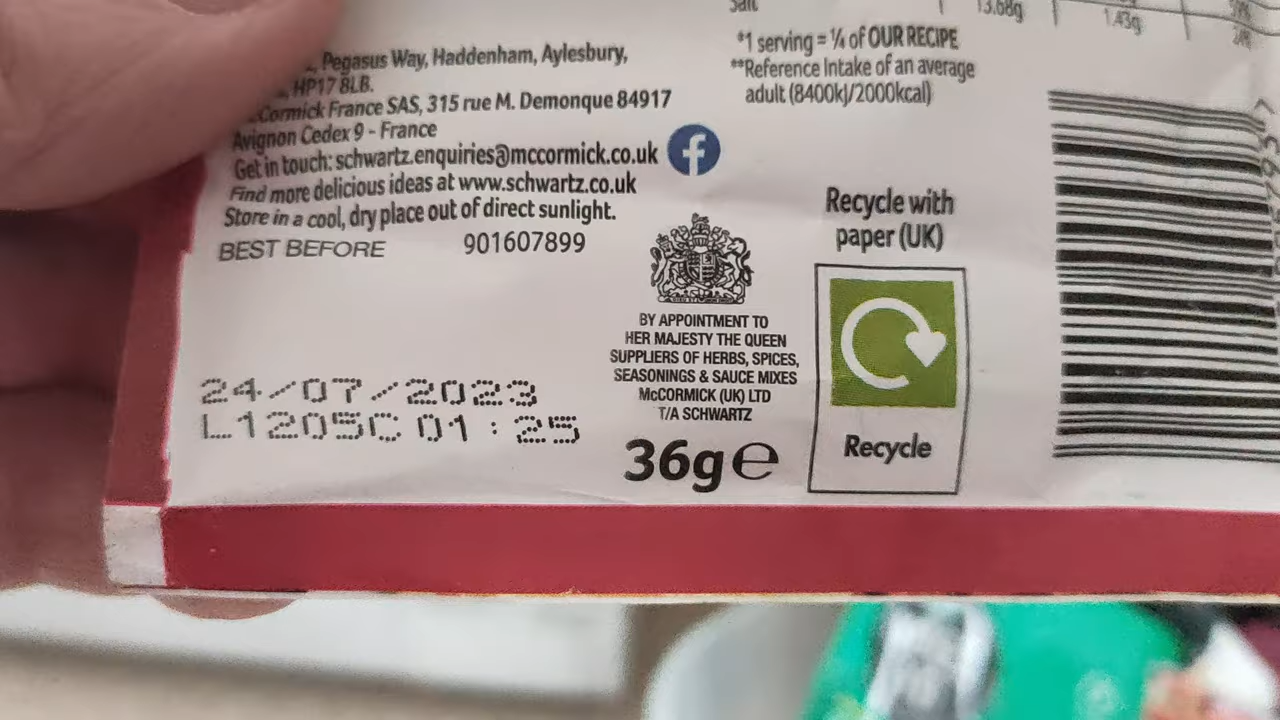 Pegasus Way, Haddenham, Aylesbury,
HP17 8LB.
Cormick France SAS, 315 rue M. Demonque 84917
Avignon Cedex 9 - France
Get in touch: schwartz.enquiries@mccormick.co.uk
Find more delicious ideas at www.schwartz.co.uk
Store in a cool, dry place out of direct sunlight.
BEST BEFORE 901607899
24/07/2023
L1205C 01:25
Salt 13.68g 1.43g
*1 serving = ¼ of OUR RECIPE
**Reference Intake of an average
adult (8400kJ/2000kcal)
BY APPOINTMENT TO
HER MAJESTY THE QUEEN
SUPPLIERS OF HERBS, SPICES,
SEASONINGS & SAUCE MIXES
McCORMICK (UK) LTD
T/A SCHWARTZ
36g e
Recycle with
paper (UK)
Recycle